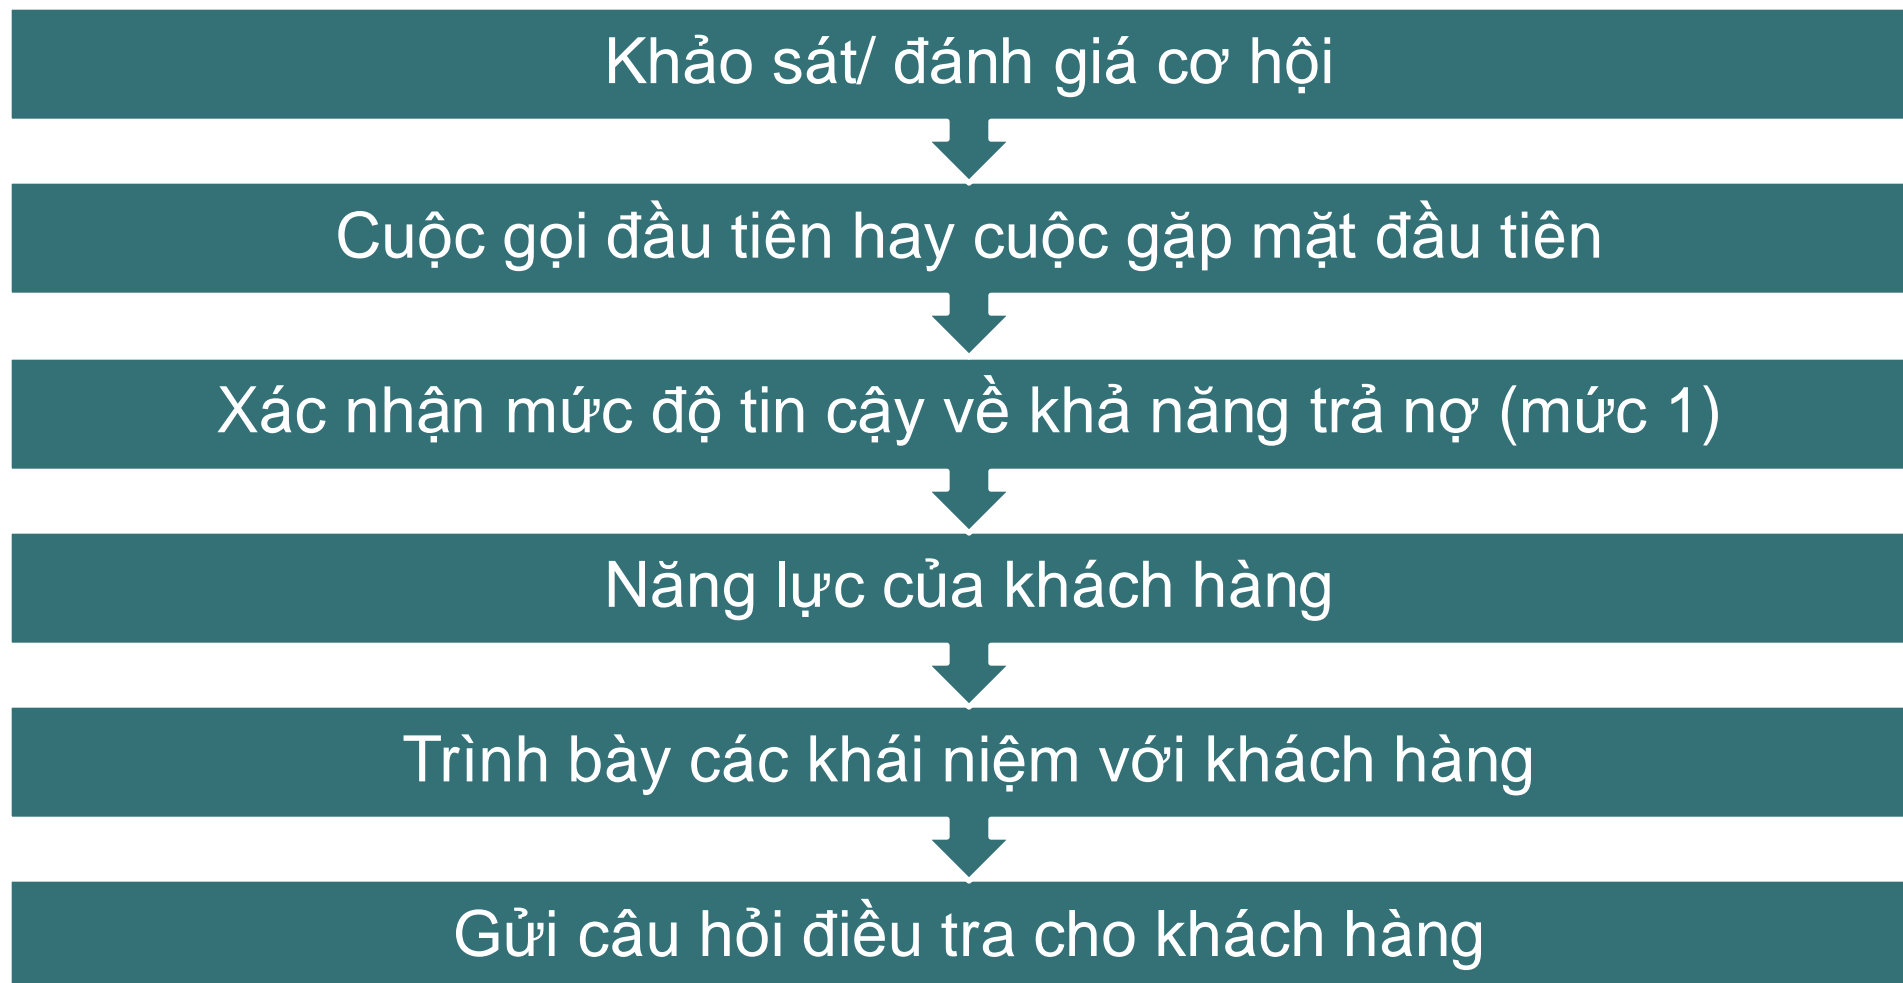 Khảo sát/ đánh giá cơ hội
Cuộc gọi đầu tiên hay cuộc gặp mặt đầu tiên
Xác nhận mức độ tin cậy về khả năng trả nợ (mức 1)
Năng lực của khách hàng
Trình bày các khái niệm với khách hàng
Gửi câu hỏi điều tra cho khách hàng